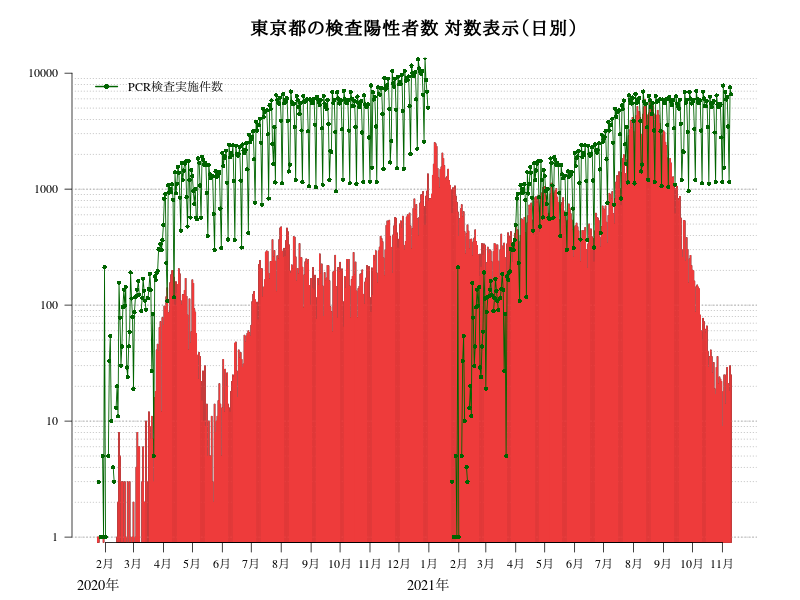 東京都の検査陽性者数 対数表示(日別)
10000
PCR検査実施件数
1000
100
10
1
2月 3月 4月 5月 6月 7月 8月 9月 10月 11月 12月 1月 2月 3月 4月 5月 6月 7月 8月 9月 10月 11月
2020年 2021年